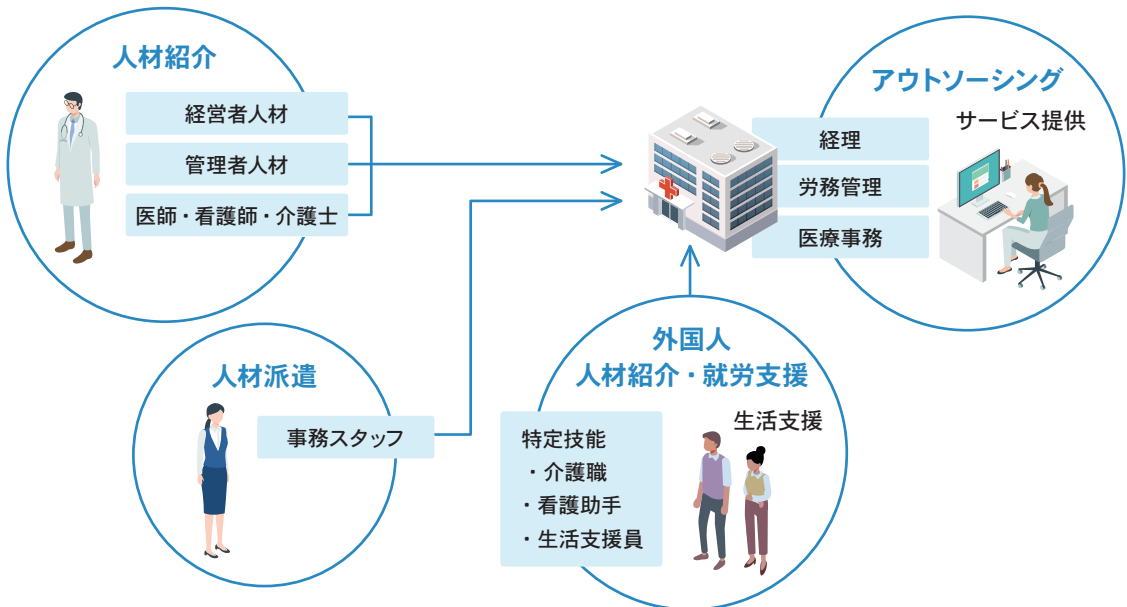 人材紹介
経営者人材
管理者人材
医師・看護師・介護士
アウトソーシング
サービス提供
経理
労務管理
医療事務
人材派遣
事務スタッフ
外国人
人材紹介・就労支援
生活支援
特定技能
・介護職
・看護助手
・生活支援員